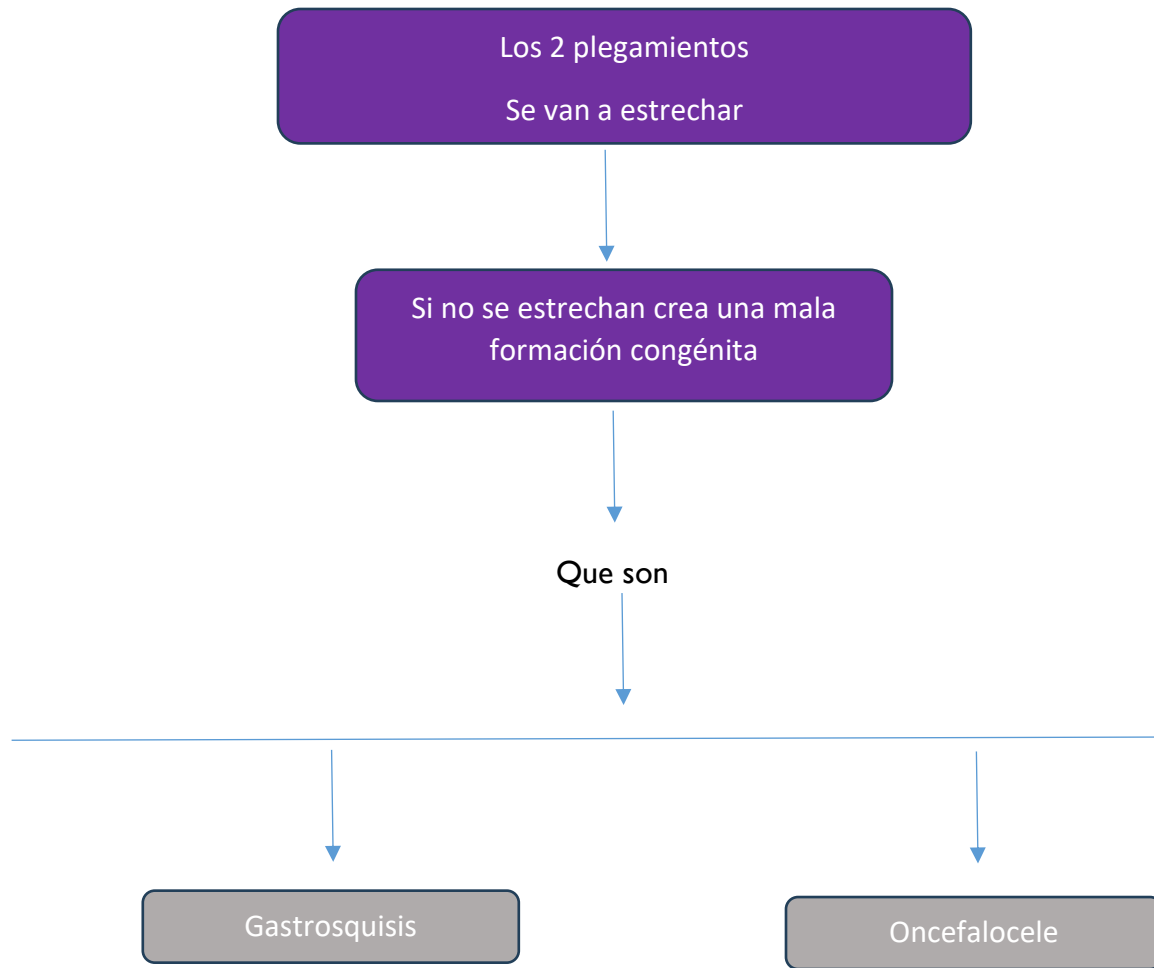 Los 2 plegamientos
Se van a estrechar
Si no se estrechan crea una mala
formación congénita
Que son
Gastrosquisis
Oncefalocele